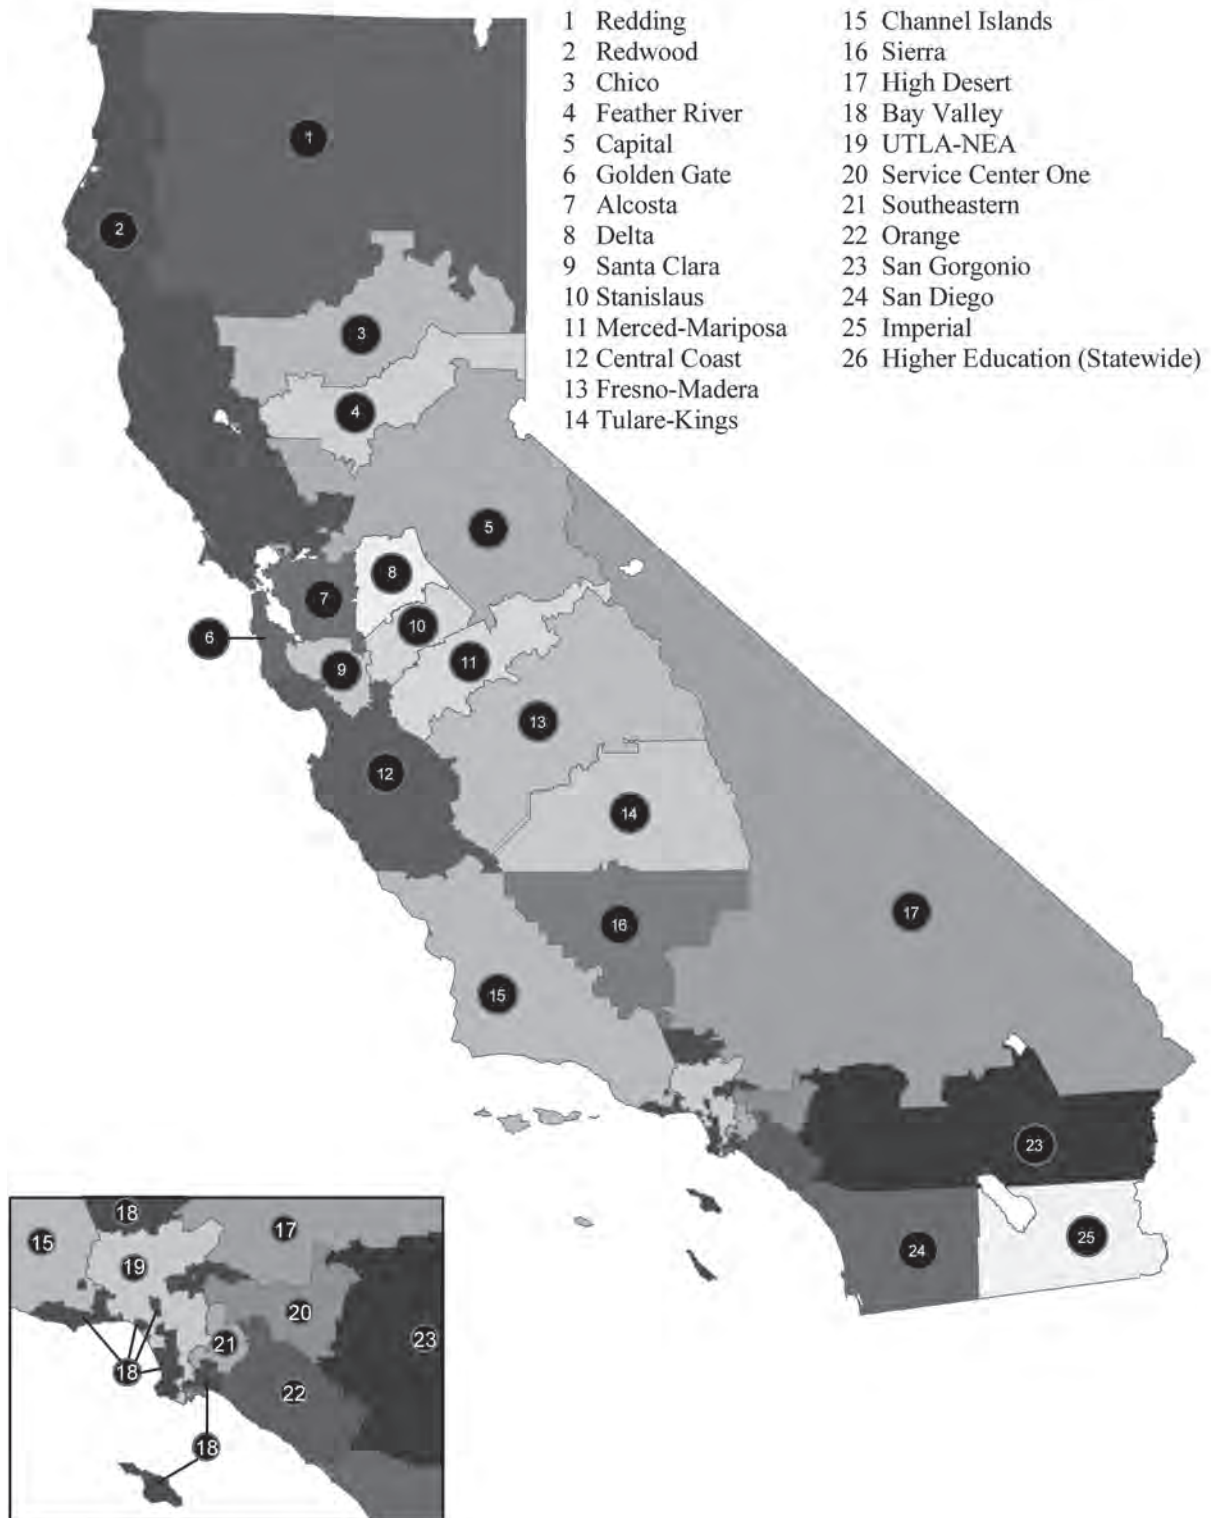 1 Redding
2 Redwood
3 Chico
4 Feather River
5 Capital
6 Golden Gate
7 Alcosta
8 Delta
9 Santa Clara
10 Stanislaus
11 Merced-Mariposa
12 Central Coast
13 Fresno-Madera
14 Tulare-Kings
15 Channel Islands
16 Sierra
17 High Desert
18 Bay Valley
19 UTLA-NEA
20 Service Center One
21 Southeastern
22 Orange
23 San Gorgonio
24 San Diego
25 Imperial
26 Higher Education (Statewide)
1
2
3
4
5
8
7
10
6
11
9
13
12
14
17
16
15
23
24
25
18
17
15
19
20
21
23
18
22
18